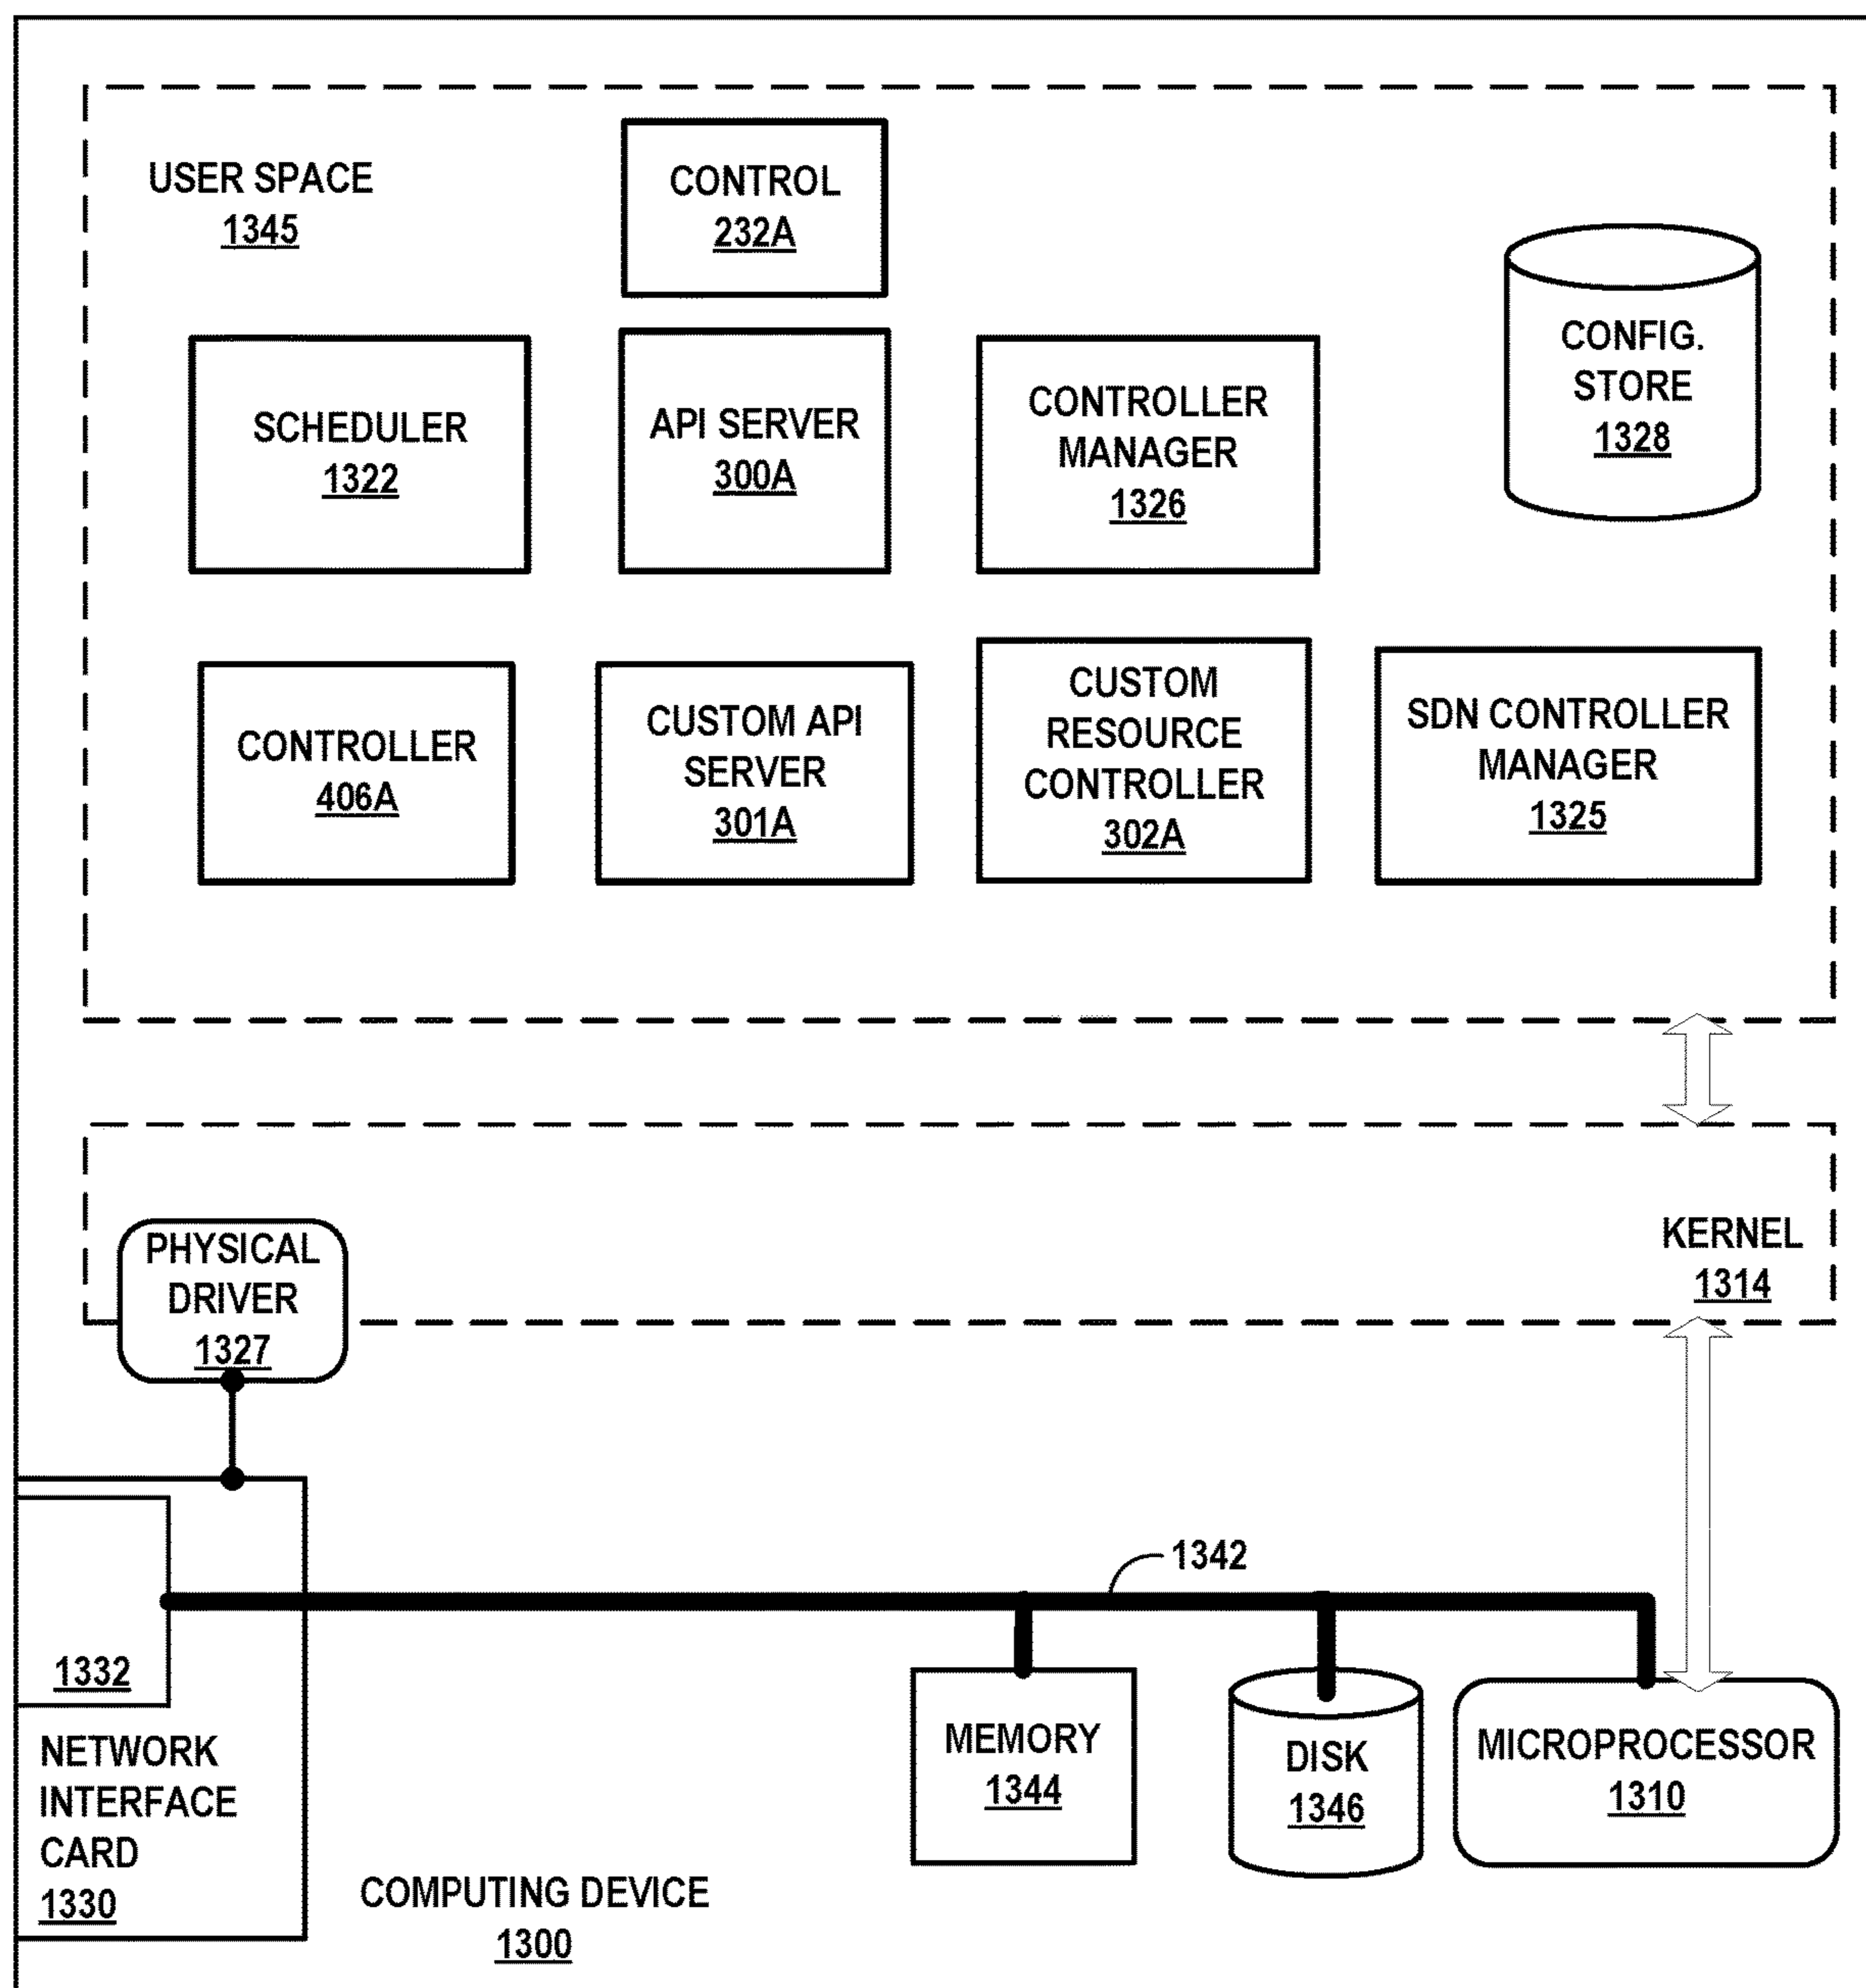 USER SPACE
1345
CONTROL
232A
CONFIG.
STORE
1328
SCHEDULER
1322
API SERVER
300A
CONTROLLER
MANAGER
1326
CONTROLLER
406A
CUSTOM API
SERVER
301A
CUSTOM
RESOURCE
CONTROLLER
302A
SDN CONTROLLER
MANAGER
1325
KERNEL
1314
PHYSICAL
DRIVER
1327
1342
1332
NETWORK
INTERFACE
CARD
1330
MEMORY
1344
DISK
1346
MICROPROCESSOR
1310
COMPUTING DEVICE
1300